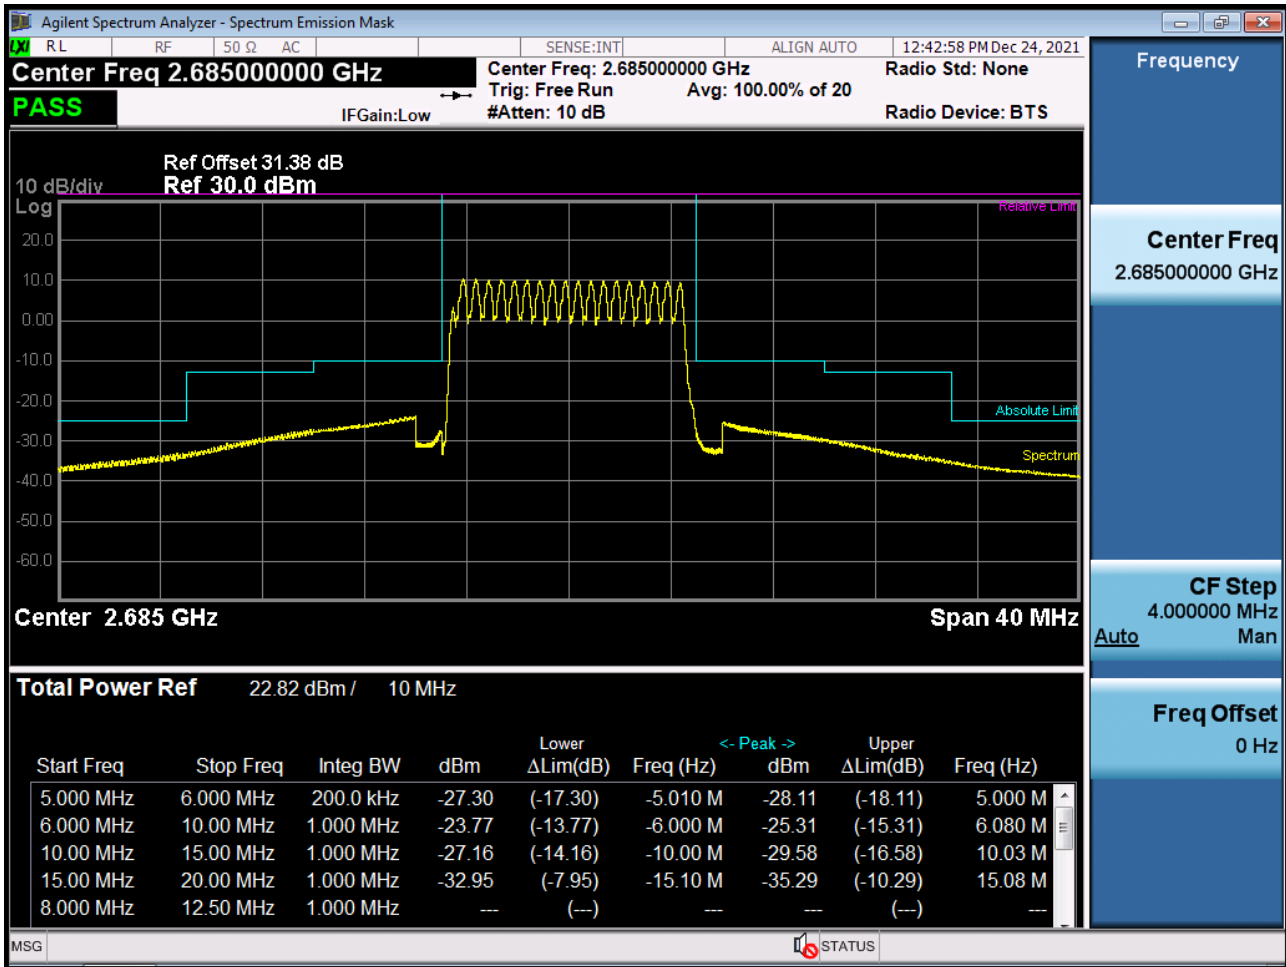 Agilent Spectrum Analyzer - Spectrum Emission Mask
LXI RL RF 50 Ω AC SENSE:INT ALIGN AUTO 12:42:58 PM Dec 24, 2021
Center Freq 2.685000000 GHz
Center Freq: 2.685000000 GHz Radio Std: None
Trig: Free Run Avg: 100.00% of 20
PASS IFGain:Low #Atten: 10 dB Radio Device: BTS
Ref Offset 31.38 dB
10 dB/div Ref 30.0 dBm
Log
Relative Limit
20.0
10.0
0.00
-10.0
-20.0
Absolute Limit
-30.0
Spectrum
-40.0
-50.0
-60.0
Center 2.685 GHz Span 40 MHz
Total Power Ref 22.82 dBm / 10 MHz
Lower <- Peak -> Upper
Start Freq Stop Freq Integ BW dBm ΔLim(dB) Freq (Hz) dBm ΔLim(dB) Freq (Hz)
5.000 MHz 6.000 MHz 200.0 kHz -27.30 (-17.30) -5.010 M -28.11 (-18.11) 5.000 M
6.000 MHz 10.00 MHz 1.000 MHz -23.77 (-13.77) -6.000 M -25.31 (-15.31) 6.080 M
10.00 MHz 15.00 MHz 1.000 MHz -27.16 (-14.16) -10.00 M -29.58 (-16.58) 10.03 M
15.00 MHz 20.00 MHz 1.000 MHz -32.95 (-7.95) -15.10 M -35.29 (-10.29) 15.08 M
8.000 MHz 12.50 MHz 1.000 MHz --- (---) --- --- (---) ---
MSG STATUS
Frequency
Center Freq
2.685000000 GHz
CF Step
4.000000 MHz
Auto Man
Freq Offset
0 Hz